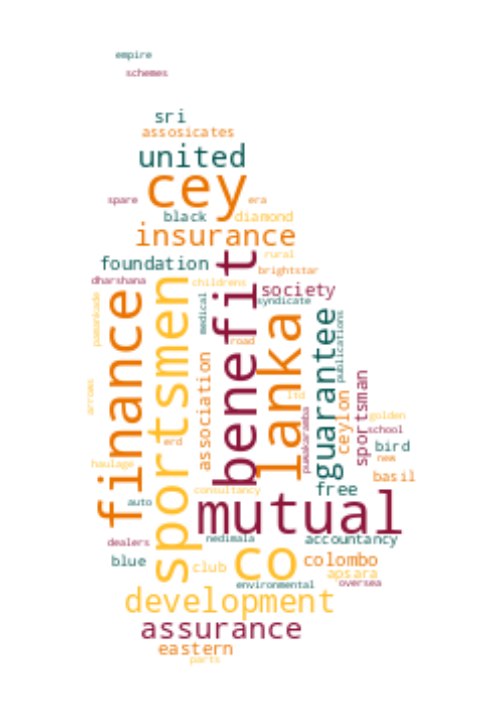 empire
schemes
sri
assosicates
united
cey
spare
era
black
diamond
insurance
rural
foundation
brightstar
dharshana
childrens
society
syndicate
finance
sportsmen
benefit
lanka
guarantee
publications
medical
road
association
arrows
ltd
ceylon
sportsman
golden
school
erd
bird
haulage
new
basil
consultancy
free
auto
mutual
dealers
nedimala
accountancy
blue
club
co
colombo
apsara
environmental
oversea
development
assurance
eastern
parts